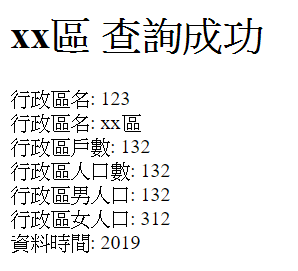 xx區 查詢成功
行政區名: 123
行政區名: xx區
行政區戶數: 132
行政區人口數: 132
行政區男人口: 132
行政區女人口: 312
資料時間: 2019